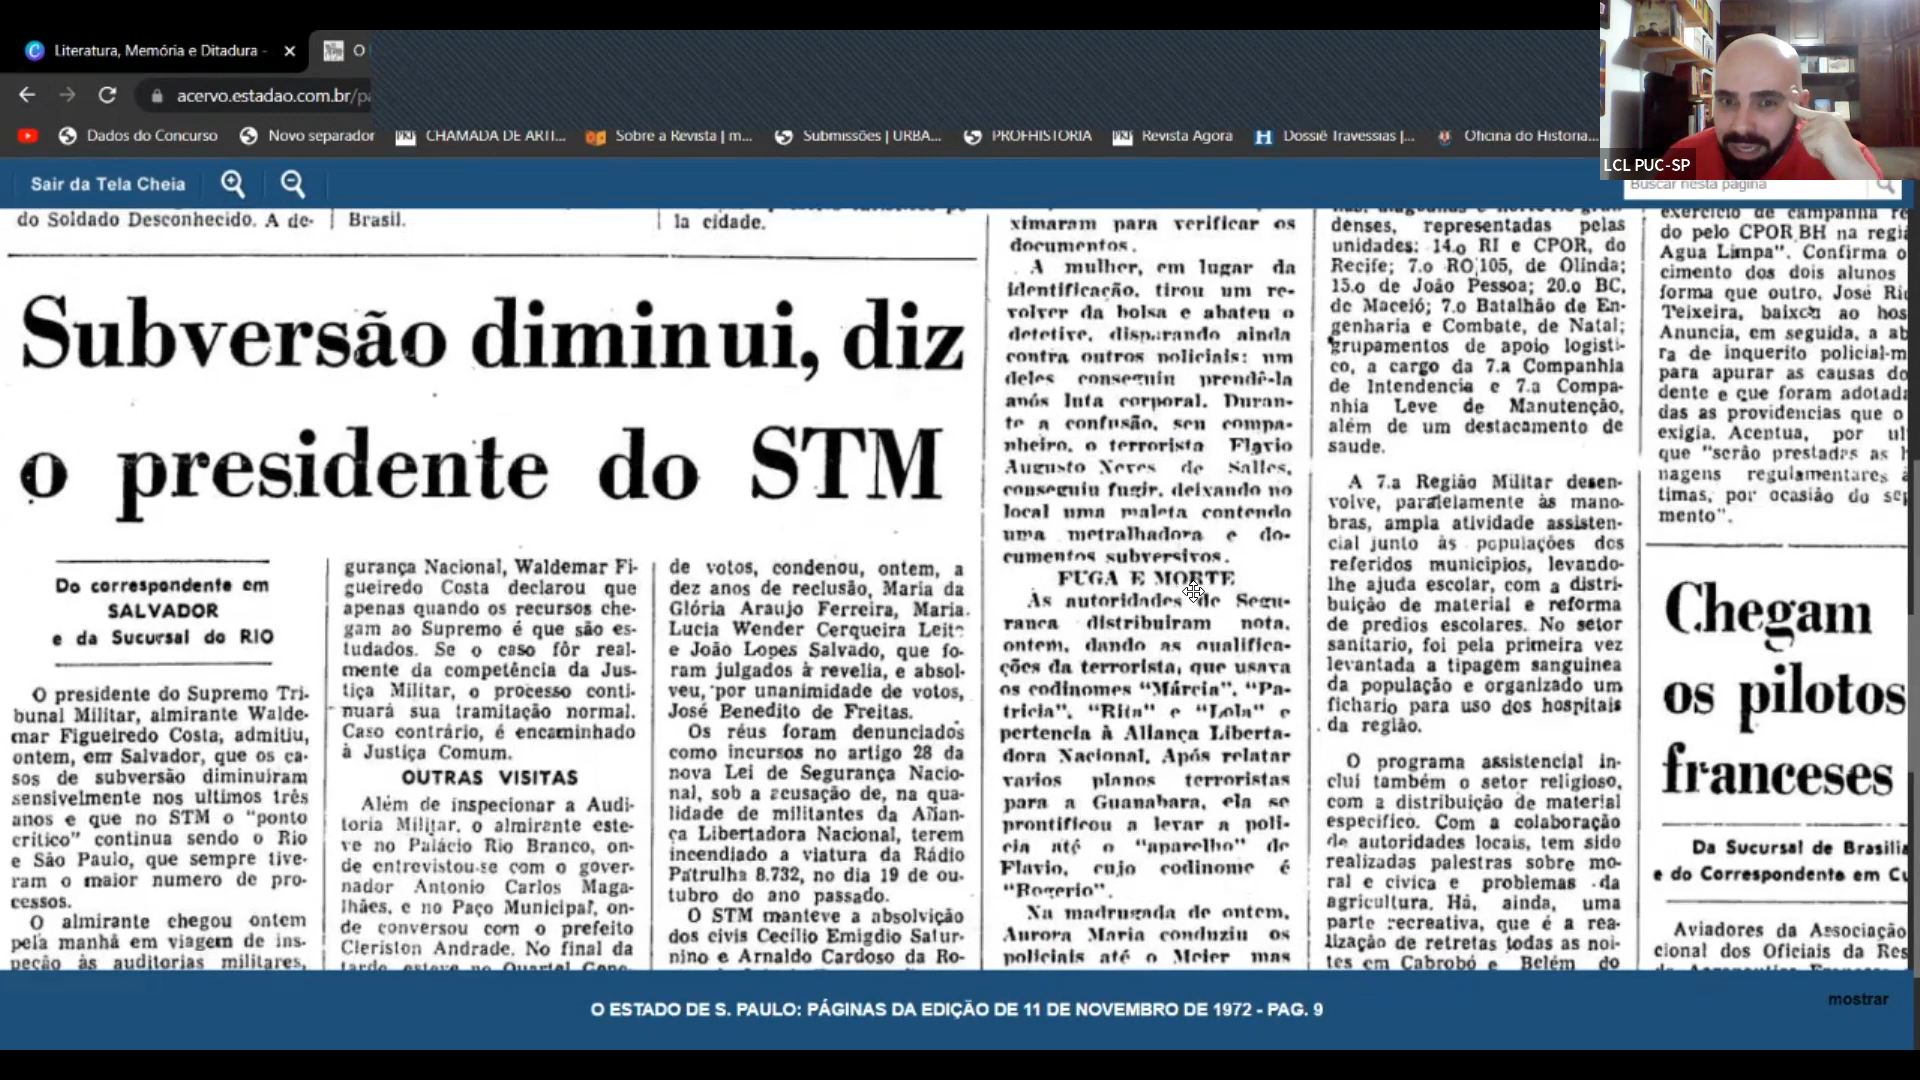 Literatura, Memória e Ditadura -
O
acervo.estadao.com.br/pa
Dados do Concurso
Novo separador
CHAMADA DE ARTI...
Sobre a Revista | m...
Submissões | URBA...
PROFHISTORIA
Revista Agora
Dossiê Travessias |...
Oficina do Historia...
LCL PUC-SP
Sair da Tela Cheia
Buscar nesta página
do Soldado Desconhecido. A de-
Brasil.
la cidade.
Subversão diminui, diz
o presidente do STM
Do correspondente em
SALVADOR
e da Sucursal do RIO
O presidente do Supremo Tri-
bunal Militar, almirante Walde-
mar Figueiredo Costa, admitiu,
ontem, em Salvador, que os ca-
sos de subversão diminuiram
sensivelmente nos ultimos três
anos e que no STM o "ponto
crítico" continua sendo o Rio
e São Paulo, que sempre tive-
ram o maior numero de pro-
cessos.
O almirante chegou ontem
pela manhã em viagem de ins-
peção às auditorias militares,
gurança Nacional, Waldemar Fi-
gueiredo Costa declarou que
apenas quando os recursos che-
gam ao Supremo é que são es-
tudados. Se o caso fôr real-
mente da competência da Jus-
tiça Militar, o processo conti-
nuará sua tramitação normal.
Caso contrário, é encaminhado
à Justiça Comum.
OUTRAS VISITAS
Além de inspecionar a Audi-
toria Militar, o almirante este-
ve no Palácio Rio Branco, on-
de entrevistou-se com o gover-
nador Antonio Carlos Maga-
lhães, e no Paço Municipal, on-
de conversou com o prefeito
Cleriston Andrade. No final da
tarde, esteve no Quartel Gene-
de votos, condenou, ontem, a
dez anos de reclusão, Maria da
Glória Araujo Ferreira, Maria
Lucia Wender Cerqueira Leite
e João Lopes Salvado, que fo-
ram julgados à revelia, e absol-
veu, por unanimidade de votos,
José Benedito de Freitas.
Os réus foram denunciados
como incursos no artigo 28 da
nova Lei de Segurança Nacio-
nal, sob a acusação de, na qua-
lidade de militantes da Alian-
ça Libertadora Nacional, terem
incendiado a viatura da Rádio
Patrulha 8.732, no dia 19 de ou-
tubro do ano passado.
O STM manteve a absolvição
dos civis Cecilio Emigdio Satur-
nino e Arnaldo Cardoso da Ro-
ximaram para verificar os
documentos.
A mulher, em lugar da
identificação, tirou um re-
volver da bolsa e abateu o
detetive, disparando ainda
contra outros policiais: um
deles conseguiu prendê-la
após luta corporal. Duran-
te a confusão, seu compa-
nheiro, o terrorista Flavio
Augusto Neves de Salles,
conseguiu fugir, deixando no
local uma maleta contendo
uma metralhadora e do-
cumentos subversivos.
FUGA E MORTE
As autoridades de Segu-
rança distribuiram nota,
ontem, dando as qualifica-
ções da terrorista, que usava
os codinomes "Márcia", "Pa-
tricia", "Rita" e "Lola" e
pertencia à Aliança Liberta-
dora Nacional. Após relatar
varios planos terroristas
para a Guanabara, ela se
prontificou a levar a poli-
cia até o "aparelho" de
Flavio, cujo codinome é
"Rogerio".
Na madrugada de ontem,
Aurora Maria conduziu os
policiais até o Meier mas
denses, representadas pelas
unidades: 14.o RI e CPOR, do
Recife; 7.o RO 105, de Olinda;
15.o de João Pessoa; 20.o BC,
de Maceió; 7.o Batalhão de En-
genharia e Combate, de Natal;
grupamentos de apoio logisti-
co, a cargo da 7.a Companhia
de Intendencia e 7.a Compa-
nhia Leve de Manutenção,
além de um destacamento de
saude.
A 7.a Região Militar desen-
volve, paralelamente às mano-
bras, ampla atividade assisten-
cial junto às populações dos
referidos municipios, levando-
lhe ajuda escolar, com a distri-
buição de material e reforma
de predios escolares. No setor
sanitario, foi pela primeira vez
levantada a tipagem sanguinea
da população e organizado um
fichario para uso dos hospitais
da região.
O programa assistencial in-
clui também o setor religioso,
com a distribuição de material
especifico. Com a colaboração
de autoridades locais, tem sido
realizadas palestras sobre mo-
ral e civica e problemas da
agricultura. Há, ainda, uma
parte recreativa, que é a rea-
lização de retretas todas as noi-
tes em Cabrobó e Belém do
exercicio de campanha re
do pelo CPOR BH na regi
Agua Limpa". Confirma o
cimento dos dois alunos
forma que outro, José Ri
Teixeira, baixou ao hos
Anuncia, em seguida, a ab
ra de inquerito policial-m
para apurar as causas do
dente e que foram adotad
das as providencias que o
exigia. Acentua, por ul
que "serão prestadas as h
nagens regulamentares à
timas, por ocasião do sep
mento".
Chegam
os pilotos
franceses
Da Sucursal de Brasilia
e do Correspondente em Cu
Aviadores da Associação
cional dos Oficiais da Res
O ESTADO DE S. PAULO: PÁGINAS DA EDIÇÃO DE 11 DE NOVEMBRO DE 1972 - PAG. 9
mostrar